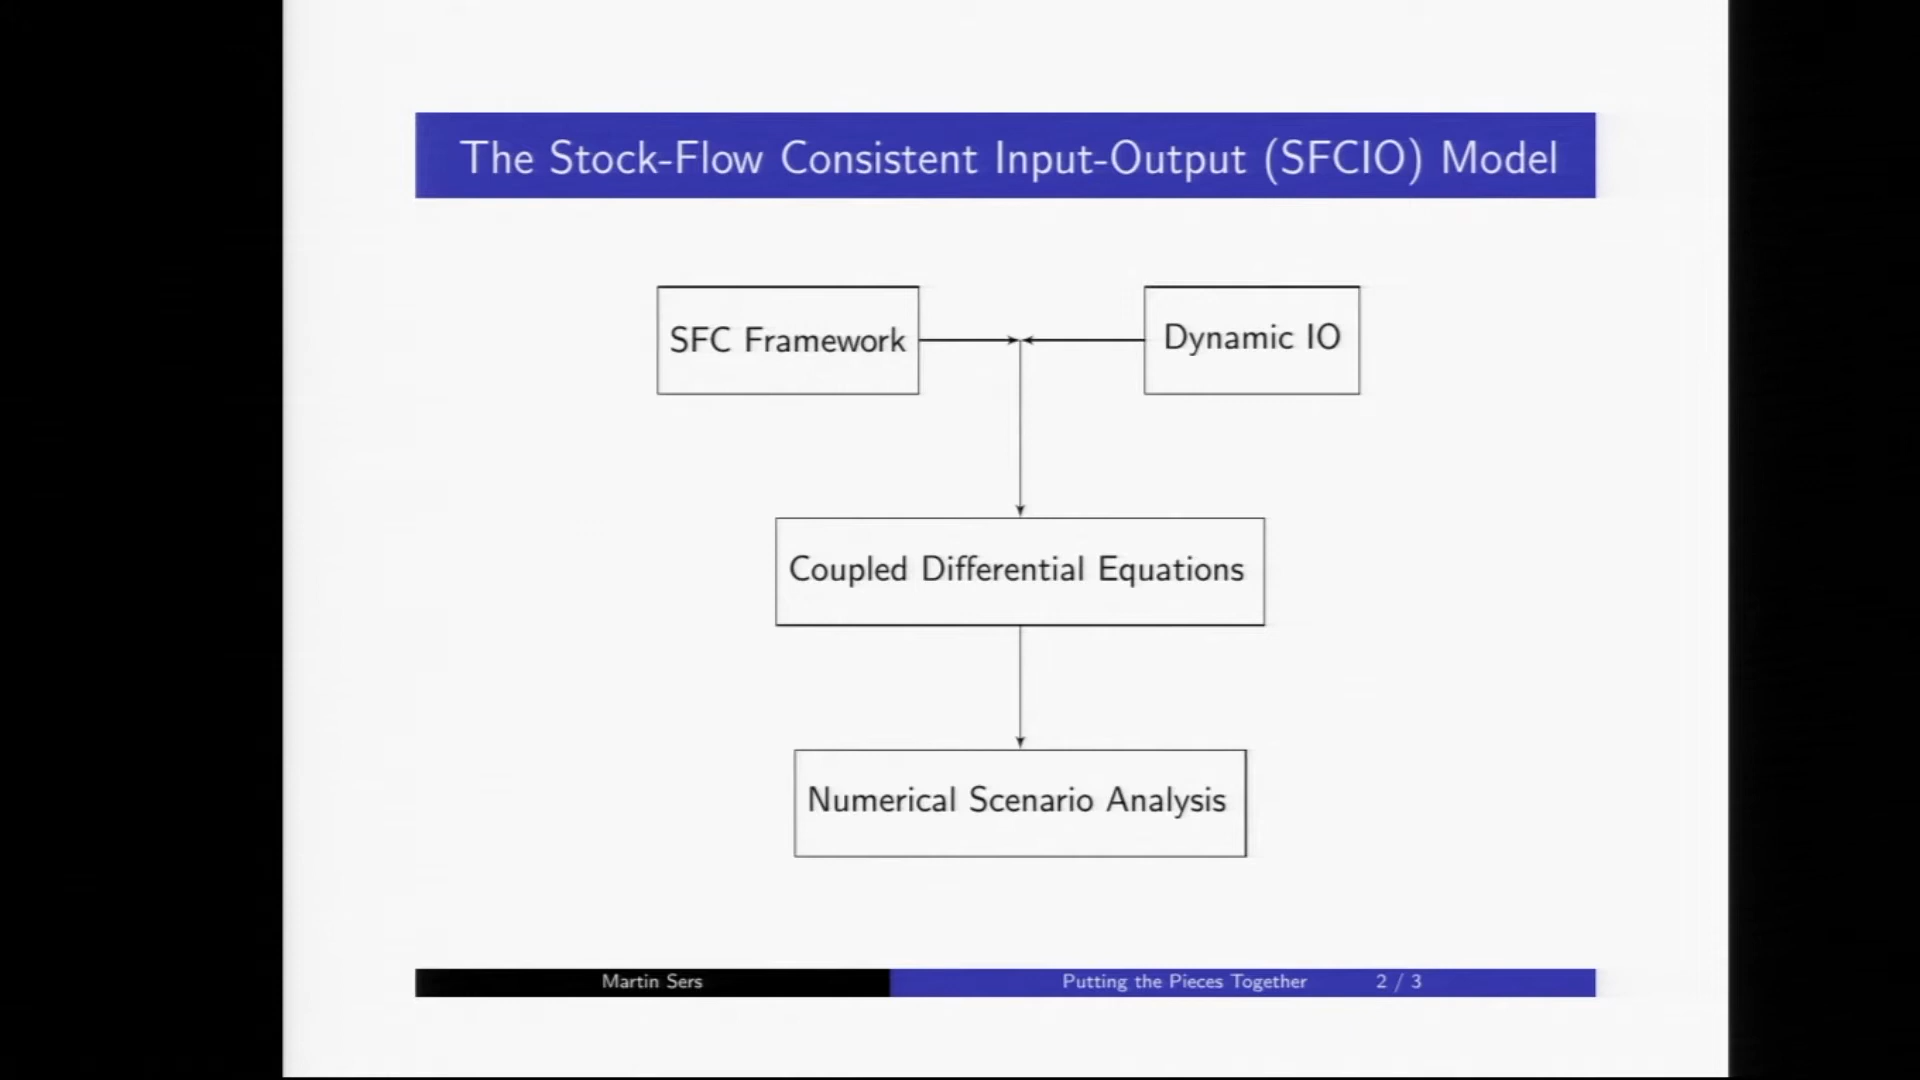 The Stock-Flow Consistent Input-Output (SFCIO) Model
SFC Framework
Dynamic IO
Coupled Differential Equations
Numerical Scenario Analysis
Martin Sers
Putting the Pieces Together
2 / 3